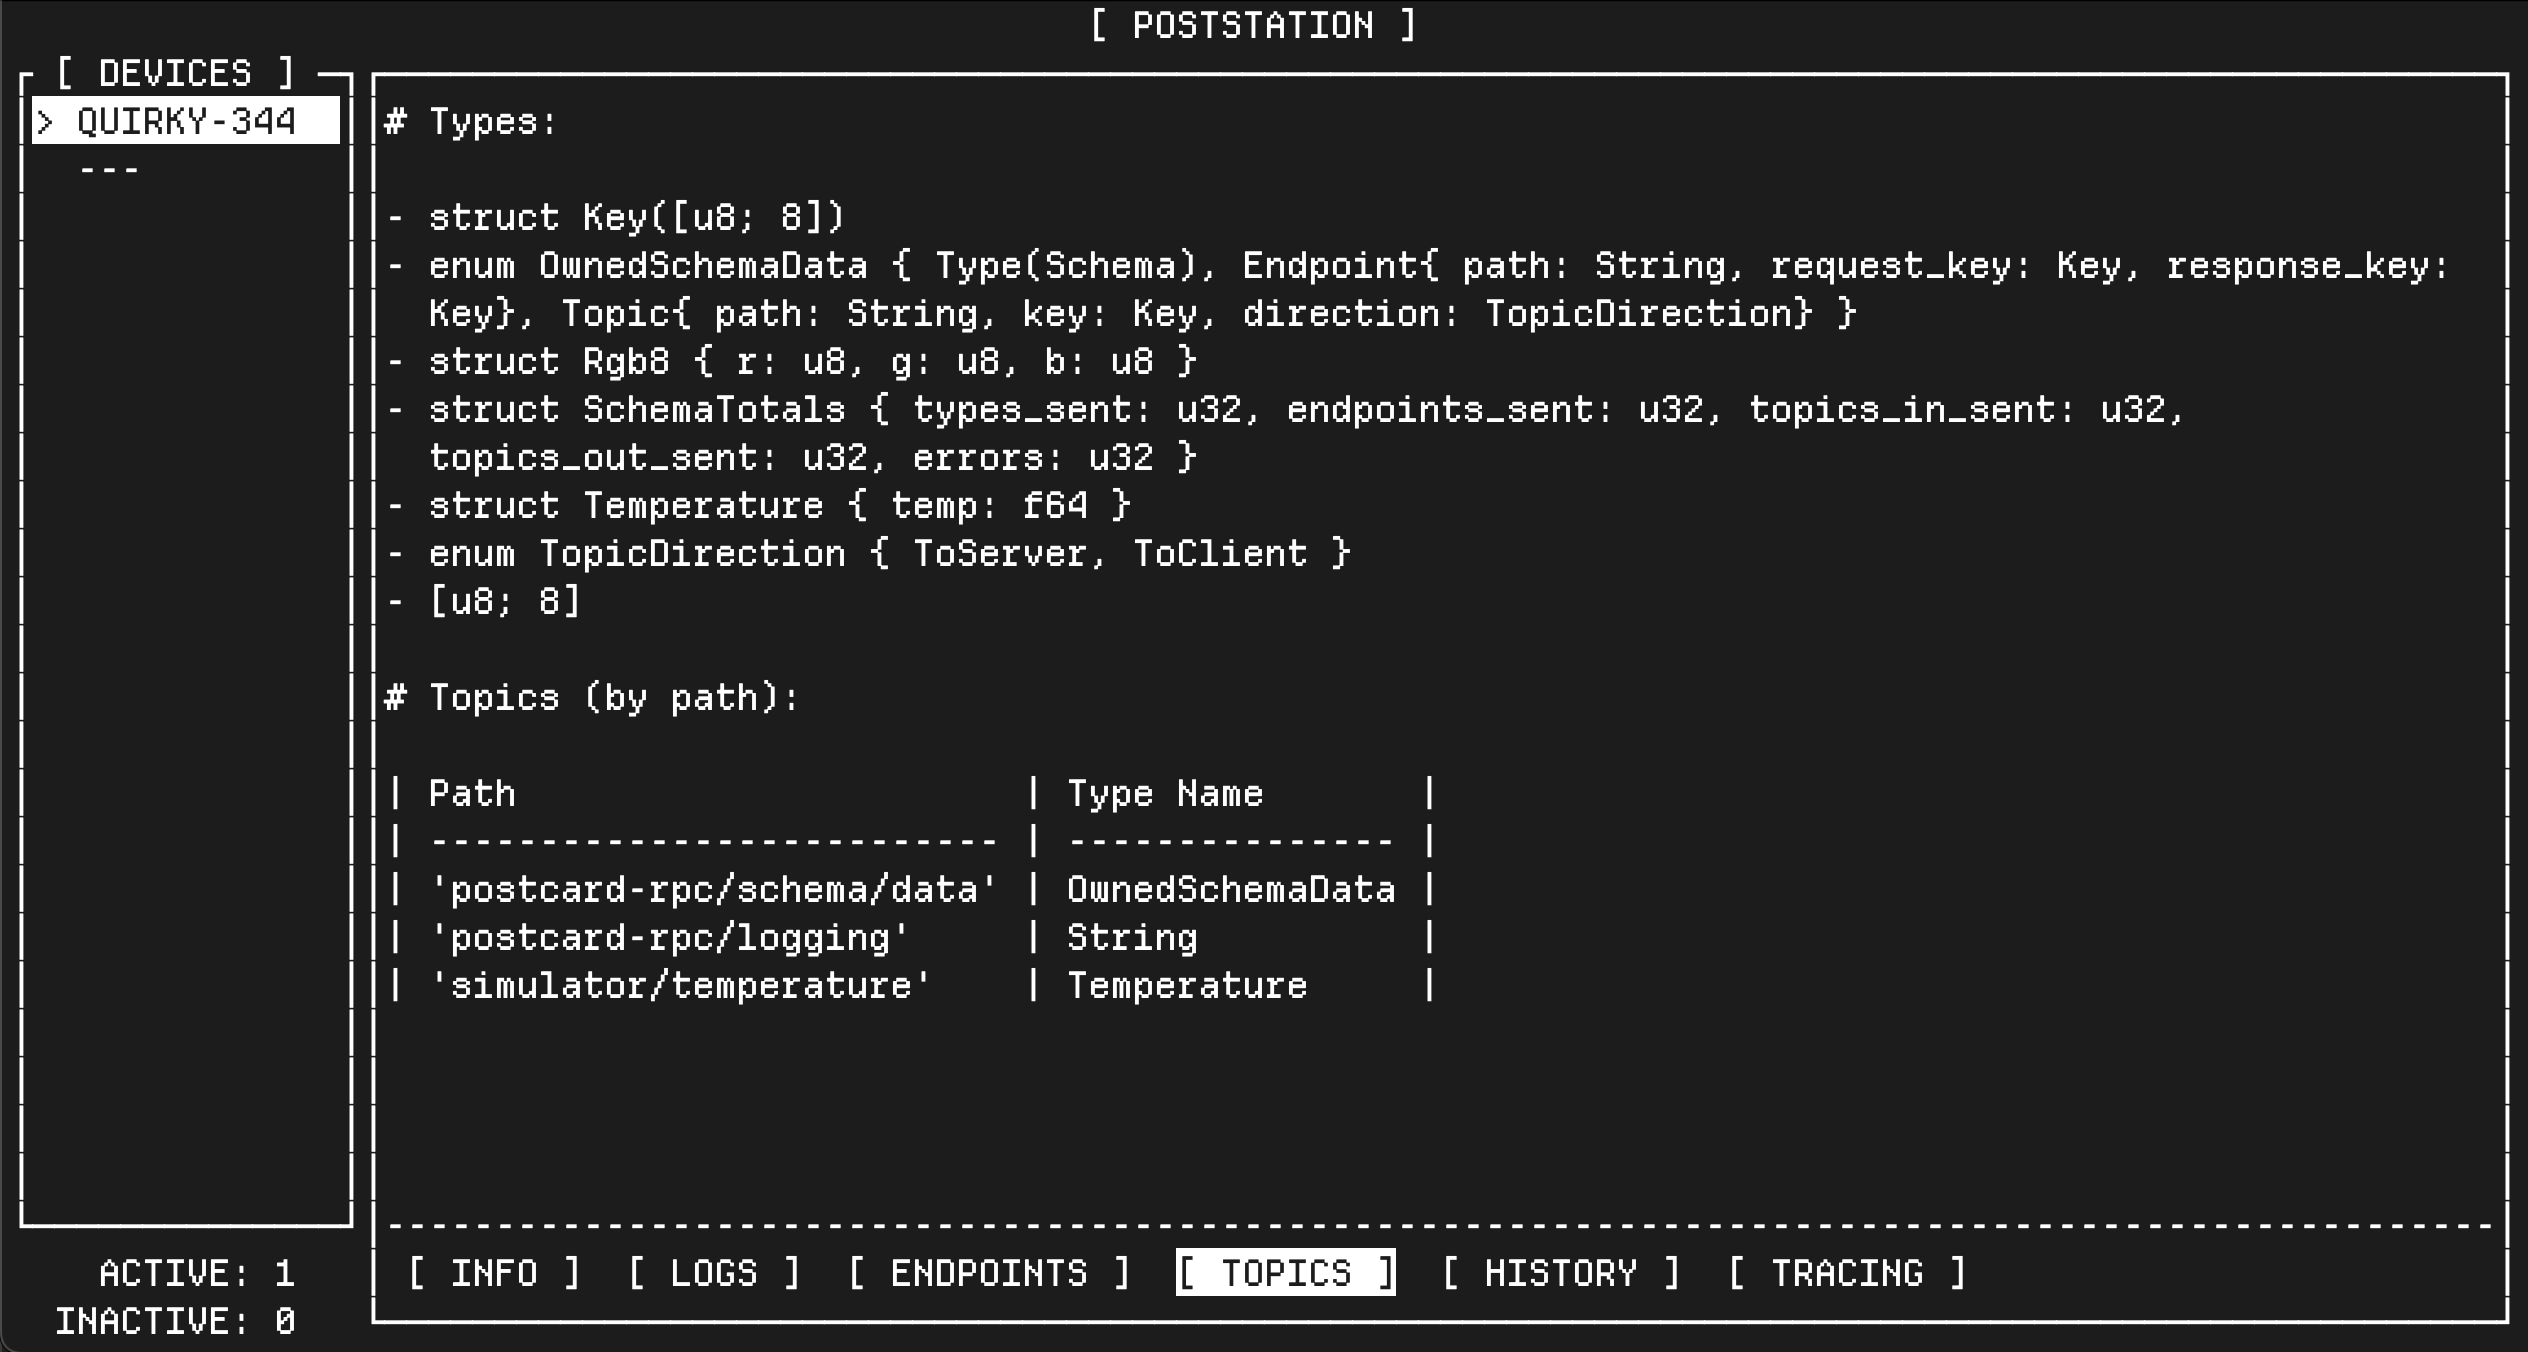 [ POSTSTATION ]
[ DEVICES ]
> QUIRKY-344
---
# Types:
- struct Key([u8; 8])
- enum OwnedSchemaData { Type(Schema), Endpoint{ path: String, request_key: Key, response_key:
Key}, Topic{ path: String, key: Key, direction: TopicDirection} }
- struct Rgb8 { r: u8, g: u8, b: u8 }
- struct SchemaTotals { types_sent: u32, endpoints_sent: u32, topics_in_sent: u32,
topics_out_sent: u32, errors: u32 }
- struct Temperature { temp: f64 }
- enum TopicDirection { ToServer, ToClient }
- [u8; 8]
# Topics (by path):
| Path                       | Type Name       |
| -------------------------- | --------------- |
| 'postcard-rpc/schema/data' | OwnedSchemaData |
| 'postcard-rpc/logging'     | String          |
| 'simulator/temperature'    | Temperature     |
[ INFO ]  [ LOGS ]  [ ENDPOINTS ]  [ TOPICS ]  [ HISTORY ]  [ TRACING ]
ACTIVE: 1
INACTIVE: 0